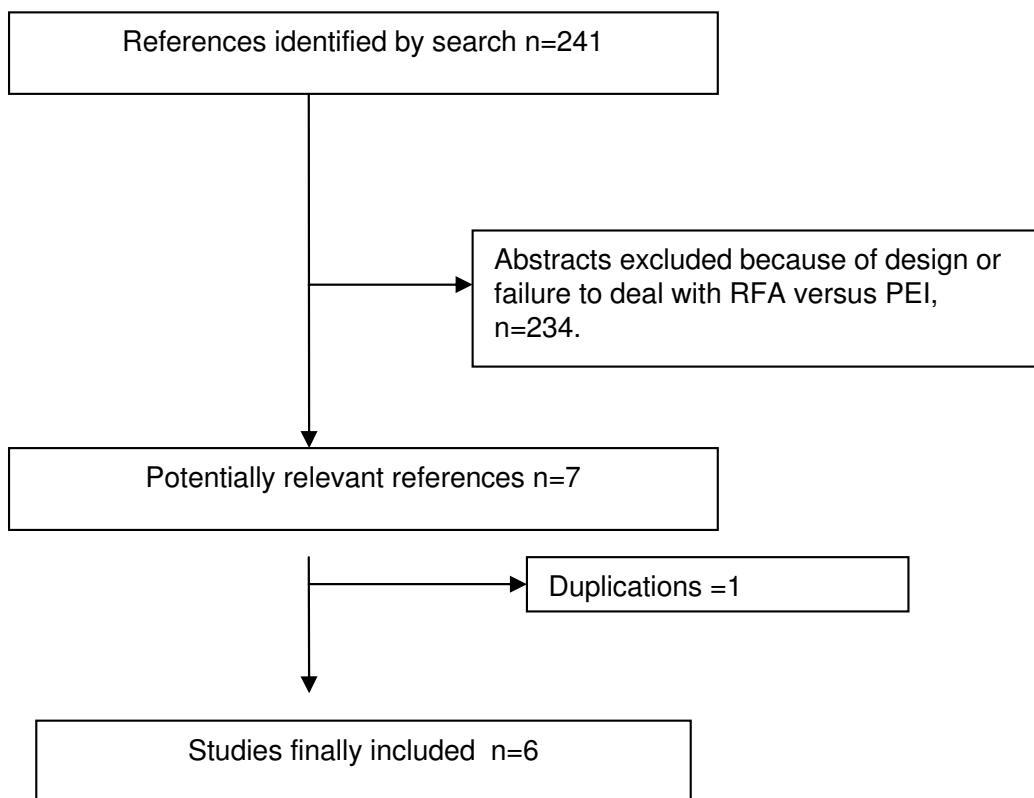 References identified by search n=241
Abstracts excluded because of design or
failure to deal with RFA versus PEI,
n=234.
Potentially relevant references n=7
Duplications =1
Studies finally included  n=6